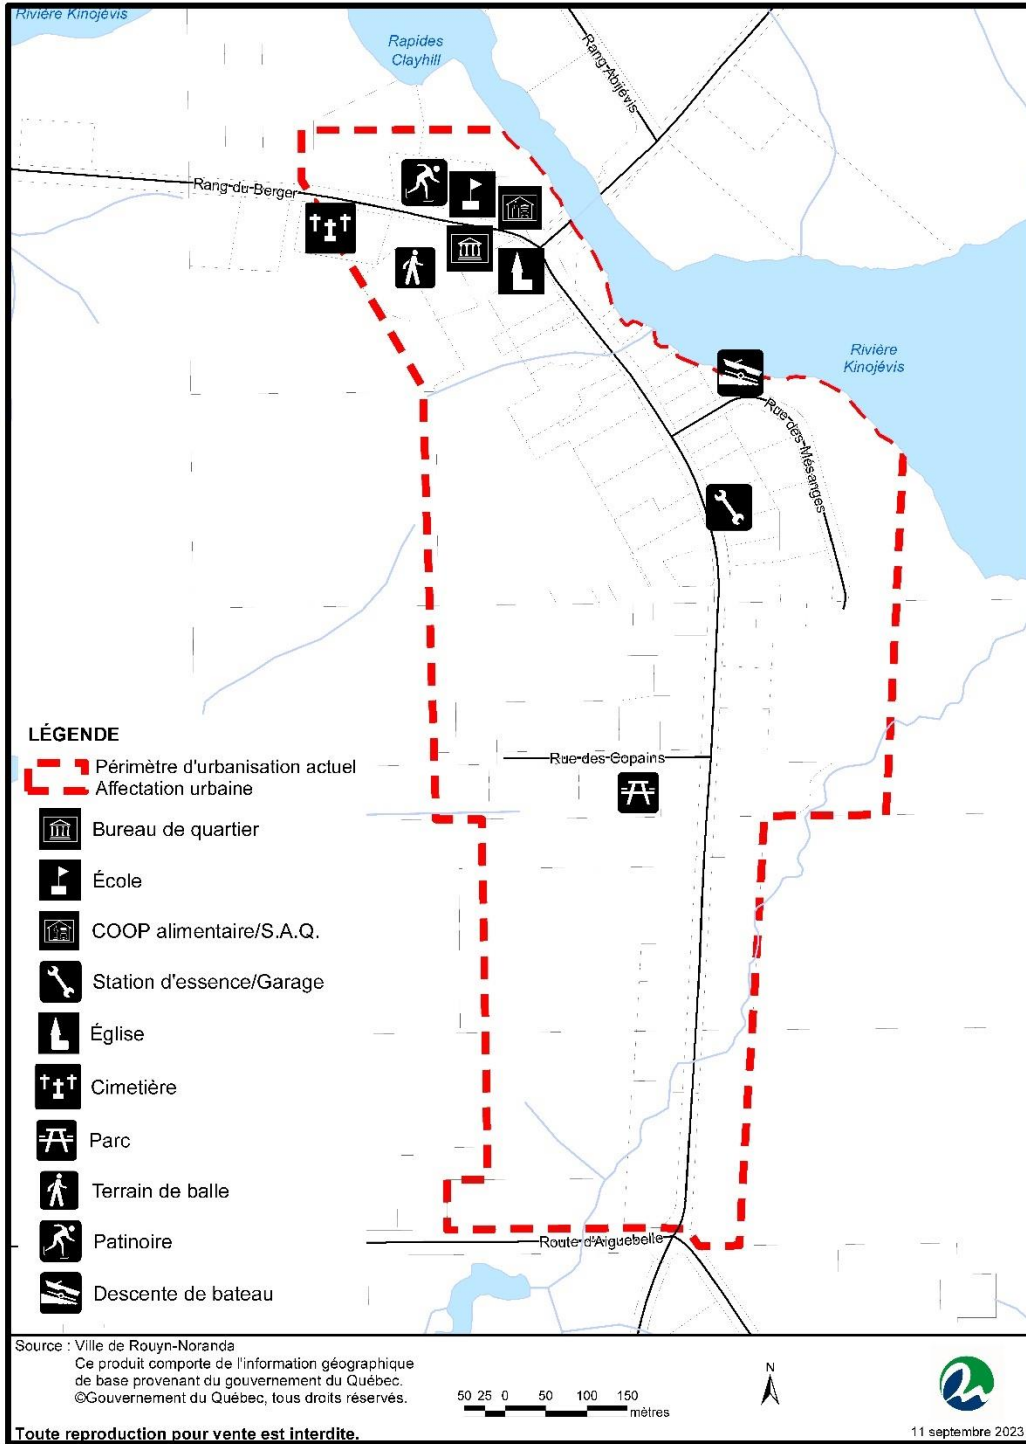 Rivière Kinojévis
Rapides
Clayhill
Rang Abijévis
Rang du Berger
Rivière
Kinojévis
Rue des Mésanges
Rue des Copains
Route d'Aiguebelle
LÉGENDE
Périmètre d'urbanisation actuel
Affectation urbaine
Bureau de quartier
École
COOP alimentaire/S.A.Q.
Station d'essence/Garage
Église
Cimetière
Parc
Terrain de balle
Patinoire
Descente de bateau
Source : Ville de Rouyn-Noranda
Ce produit comporte de l'information géographique
de base provenant du gouvernement du Québec.
©Gouvernement du Québec, tous droits réservés.
Toute reproduction pour vente est interdite.
50 25 0 50 100 150
mètres
N
11 septembre 2023